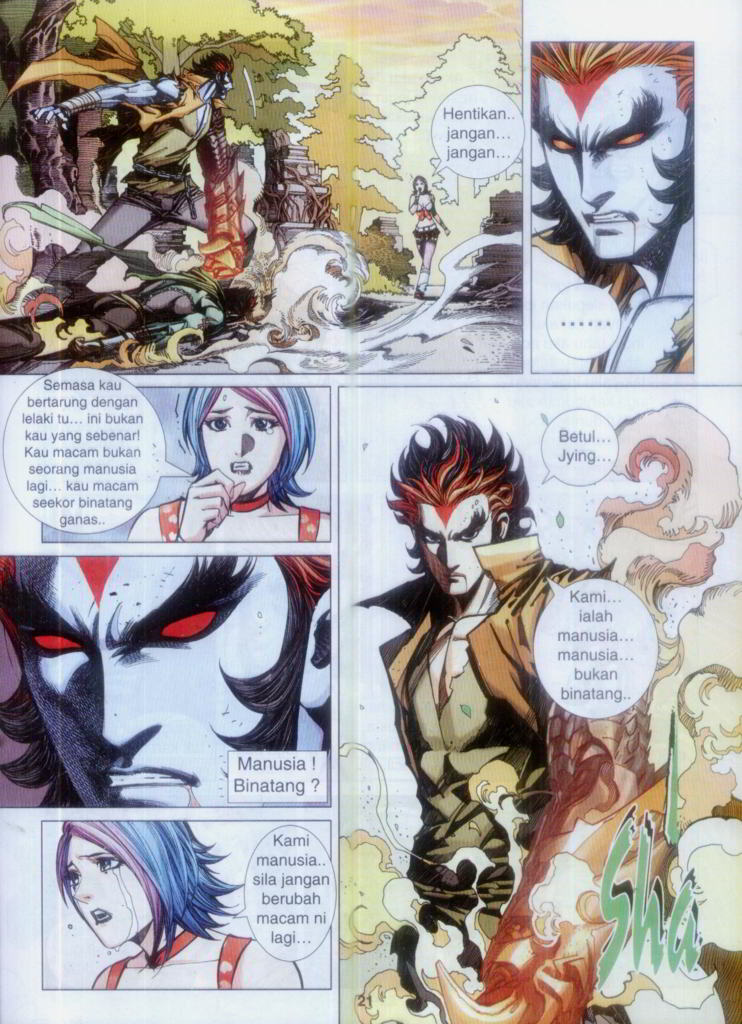 Hentikan..
jangan...
jangan...
......
Semasa kau
bertarung dengan
lelaki tu... ini bukan
kau yang sebenar!
Kau macam bukan
seorang manusia
lagi... kau macam
seekor binatang
ganas..
Manusia !
Binatang ?
Kami
manusia..
sila jangan
berubah
macam ni
lagi...
Betul...
Jying...
Kami...
ialah
manusia...
manusia...
bukan
binatang..
Sha
21